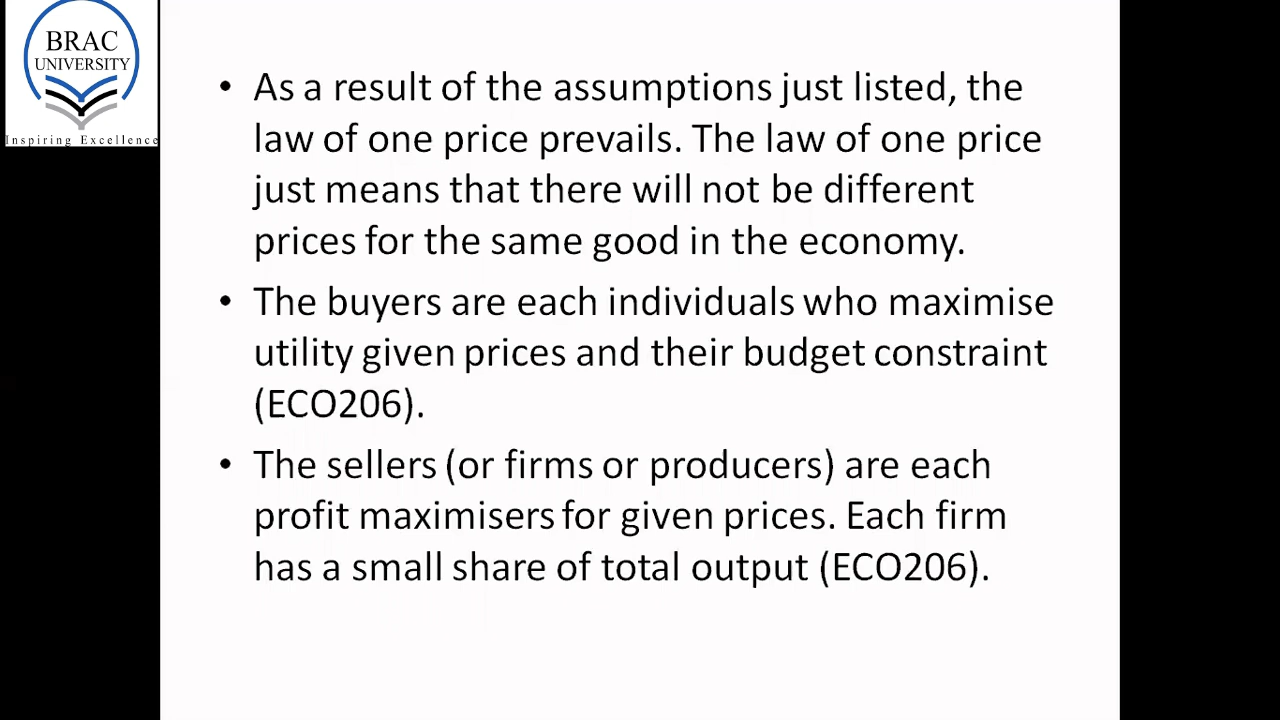 BRAC
UNIVERSITY
Inspiring Excellence
• As a result of the assumptions just listed, the
law of one price prevails. The law of one price
just means that there will not be different
prices for the same good in the economy.
• The buyers are each individuals who maximise
utility given prices and their budget constraint
(ECO206).
• The sellers (or firms or producers) are each
profit maximisers for given prices. Each firm
has a small share of total output (ECO206).